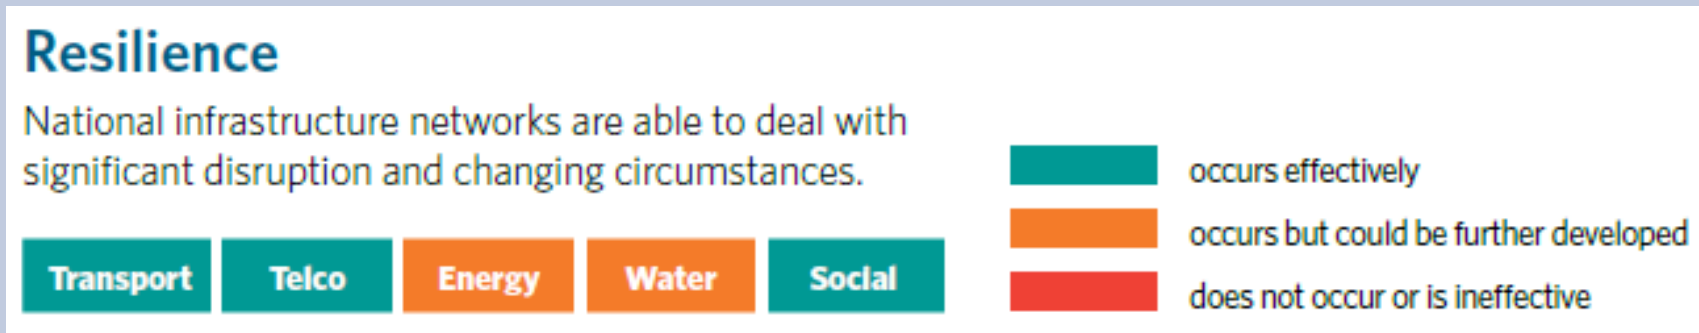 Resilience
National infrastructure networks are able to deal with
significant disruption and changing circumstances.
Transport Telco Energy Water Social
occurs effectively
occurs but could be further developed
does not occur or is ineffective